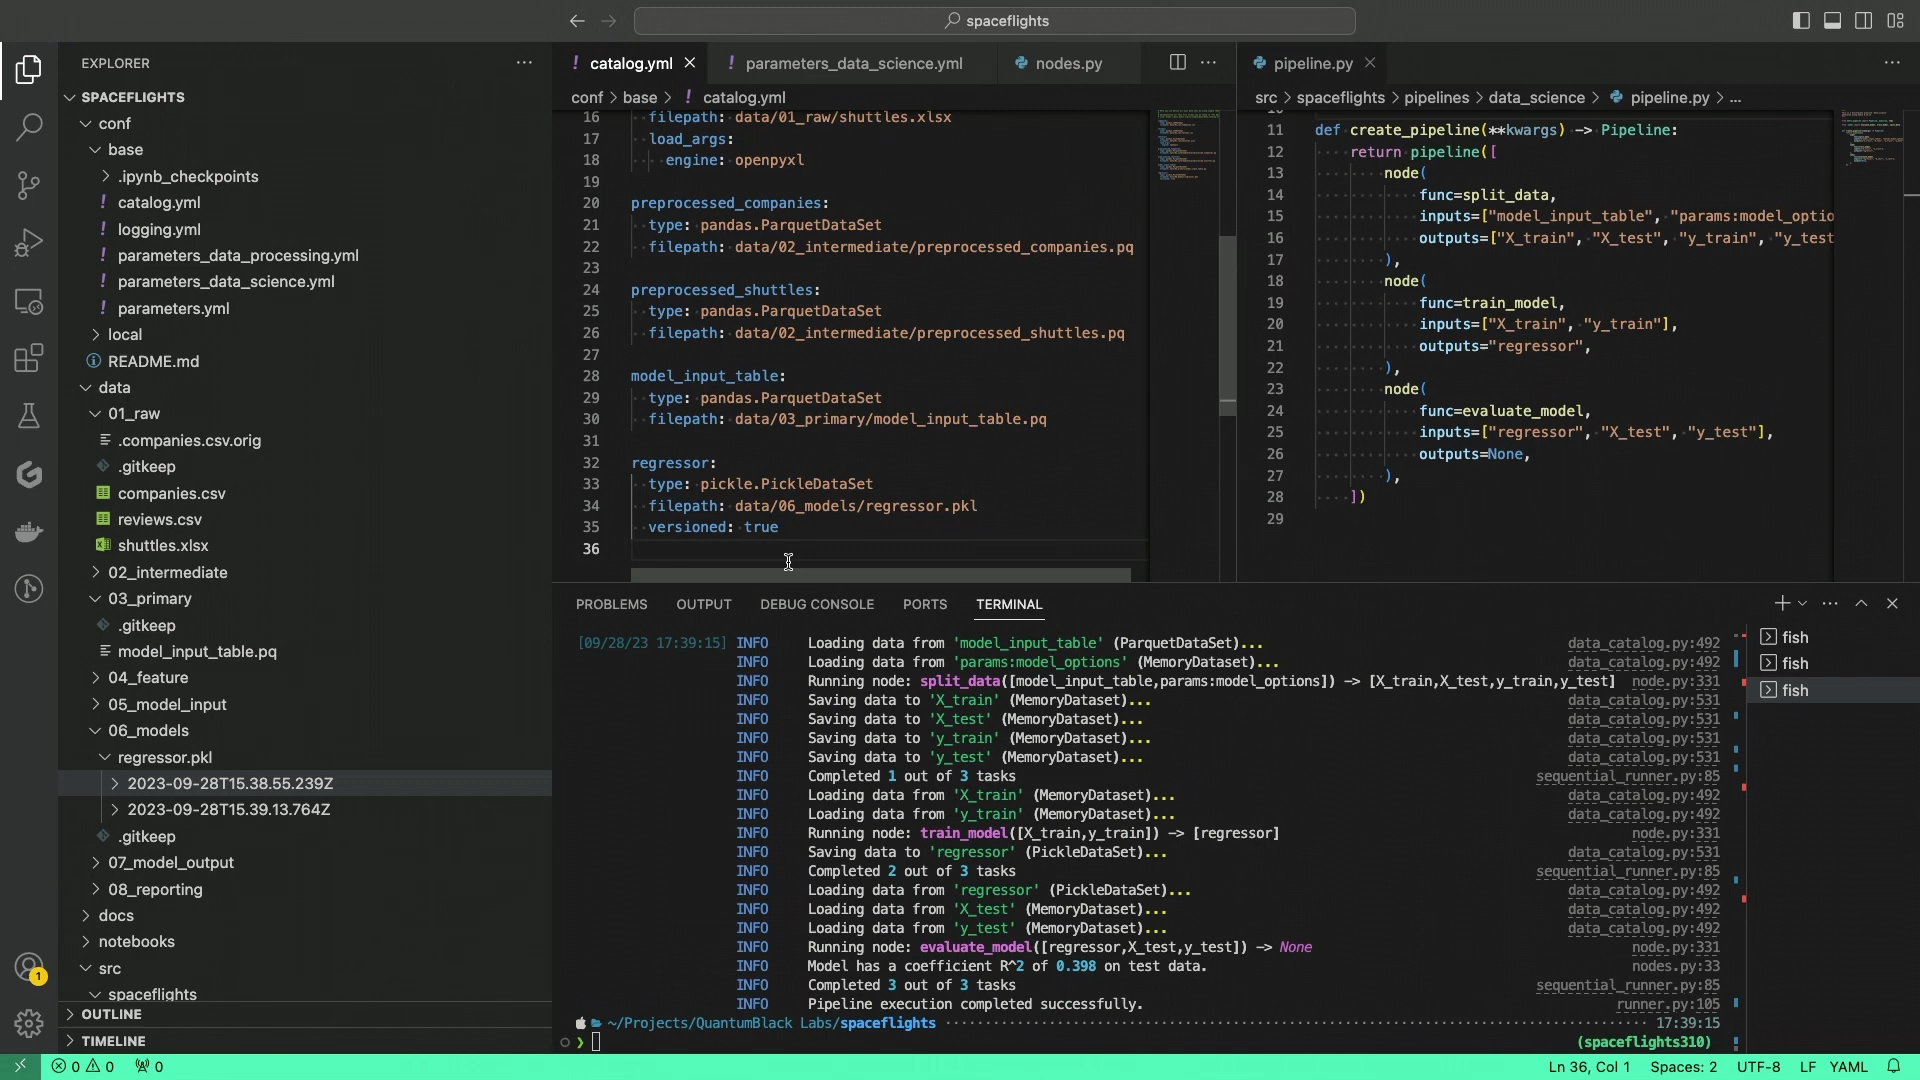 spaceflights
EXPLORER
SPACEFLIGHTS
conf
base
.ipynb_checkpoints
! catalog.yml
! logging.yml
! parameters_data_processing.yml
! parameters_data_science.yml
! parameters.yml
local
README.md
data
01_raw
.companies.csv.orig
.gitkeep
companies.csv
reviews.csv
shuttles.xlsx
02_intermediate
03_primary
.gitkeep
model_input_table.pq
04_feature
05_model_input
06_models
regressor.pkl
2023-09-28T15.38.55.239Z
2023-09-28T15.39.13.764Z
.gitkeep
07_model_output
08_reporting
docs
notebooks
src
spaceflights
OUTLINE
TIMELINE
1
! catalog.yml
! parameters_data_science.yml
nodes.py
conf > base > ! catalog.yml
16 filepath: data/01_raw/shuttles.xlsx
17 load_args:
18 engine: openpyxl
19
20 preprocessed_companies:
21 type: pandas.ParquetDataSet
22 filepath: data/02_intermediate/preprocessed_companies.pq
23
24 preprocessed_shuttles:
25 type: pandas.ParquetDataSet
26 filepath: data/02_intermediate/preprocessed_shuttles.pq
27
28 model_input_table:
29 type: pandas.ParquetDataSet
30 filepath: data/03_primary/model_input_table.pq
31
32 regressor:
33 type: pickle.PickleDataSet
34 filepath: data/06_models/regressor.pkl
35 versioned: true
36
pipeline.py
src > spaceflights > pipelines > data_science > pipeline.py > ...
11 def create_pipeline(**kwargs) -> Pipeline:
12 return pipeline([
13 node(
14 func=split_data,
15 inputs=["model_input_table", "params:model_optio
16 outputs=["X_train", "X_test", "y_train", "y_test
17 ),
18 node(
19 func=train_model,
20 inputs=["X_train", "y_train"],
21 outputs="regressor",
22 ),
23 node(
24 func=evaluate_model,
25 inputs=["regressor", "X_test", "y_test"],
26 outputs=None,
27 ),
28 ])
29
PROBLEMS OUTPUT DEBUG CONSOLE PORTS TERMINAL
[09/28/23 17:39:15] INFO Loading data from 'model_input_table' (ParquetDataSet)... data_catalog.py:492
INFO Loading data from 'params:model_options' (MemoryDataset)... data_catalog.py:492
INFO Running node: split_data([model_input_table,params:model_options]) -> [X_train,X_test,y_train,y_test] node.py:331
INFO Saving data to 'X_train' (MemoryDataset)... data_catalog.py:531
INFO Saving data to 'X_test' (MemoryDataset)... data_catalog.py:531
INFO Saving data to 'y_train' (MemoryDataset)... data_catalog.py:531
INFO Saving data to 'y_test' (MemoryDataset)... data_catalog.py:531
INFO Completed 1 out of 3 tasks sequential_runner.py:85
INFO Loading data from 'X_train' (MemoryDataset)... data_catalog.py:492
INFO Loading data from 'y_train' (MemoryDataset)... data_catalog.py:492
INFO Running node: train_model([X_train,y_train]) -> [regressor] node.py:331
INFO Saving data to 'regressor' (PickleDataSet)... data_catalog.py:531
INFO Completed 2 out of 3 tasks sequential_runner.py:85
INFO Loading data from 'regressor' (PickleDataSet)... data_catalog.py:492
INFO Loading data from 'X_test' (MemoryDataset)... data_catalog.py:492
INFO Loading data from 'y_test' (MemoryDataset)... data_catalog.py:492
INFO Running node: evaluate_model([regressor,X_test,y_test]) -> None node.py:331
INFO Model has a coefficient R^2 of 0.398 on test data. nodes.py:33
INFO Completed 3 out of 3 tasks sequential_runner.py:85
INFO Pipeline execution completed successfully. runner.py:105
~/Projects/QuantumBlack Labs/spaceflights 17:39:15
(spaceflights310)
fish
fish
fish
0 0 0 Ln 36, Col 1 Spaces: 2 UTF-8 LF YAML